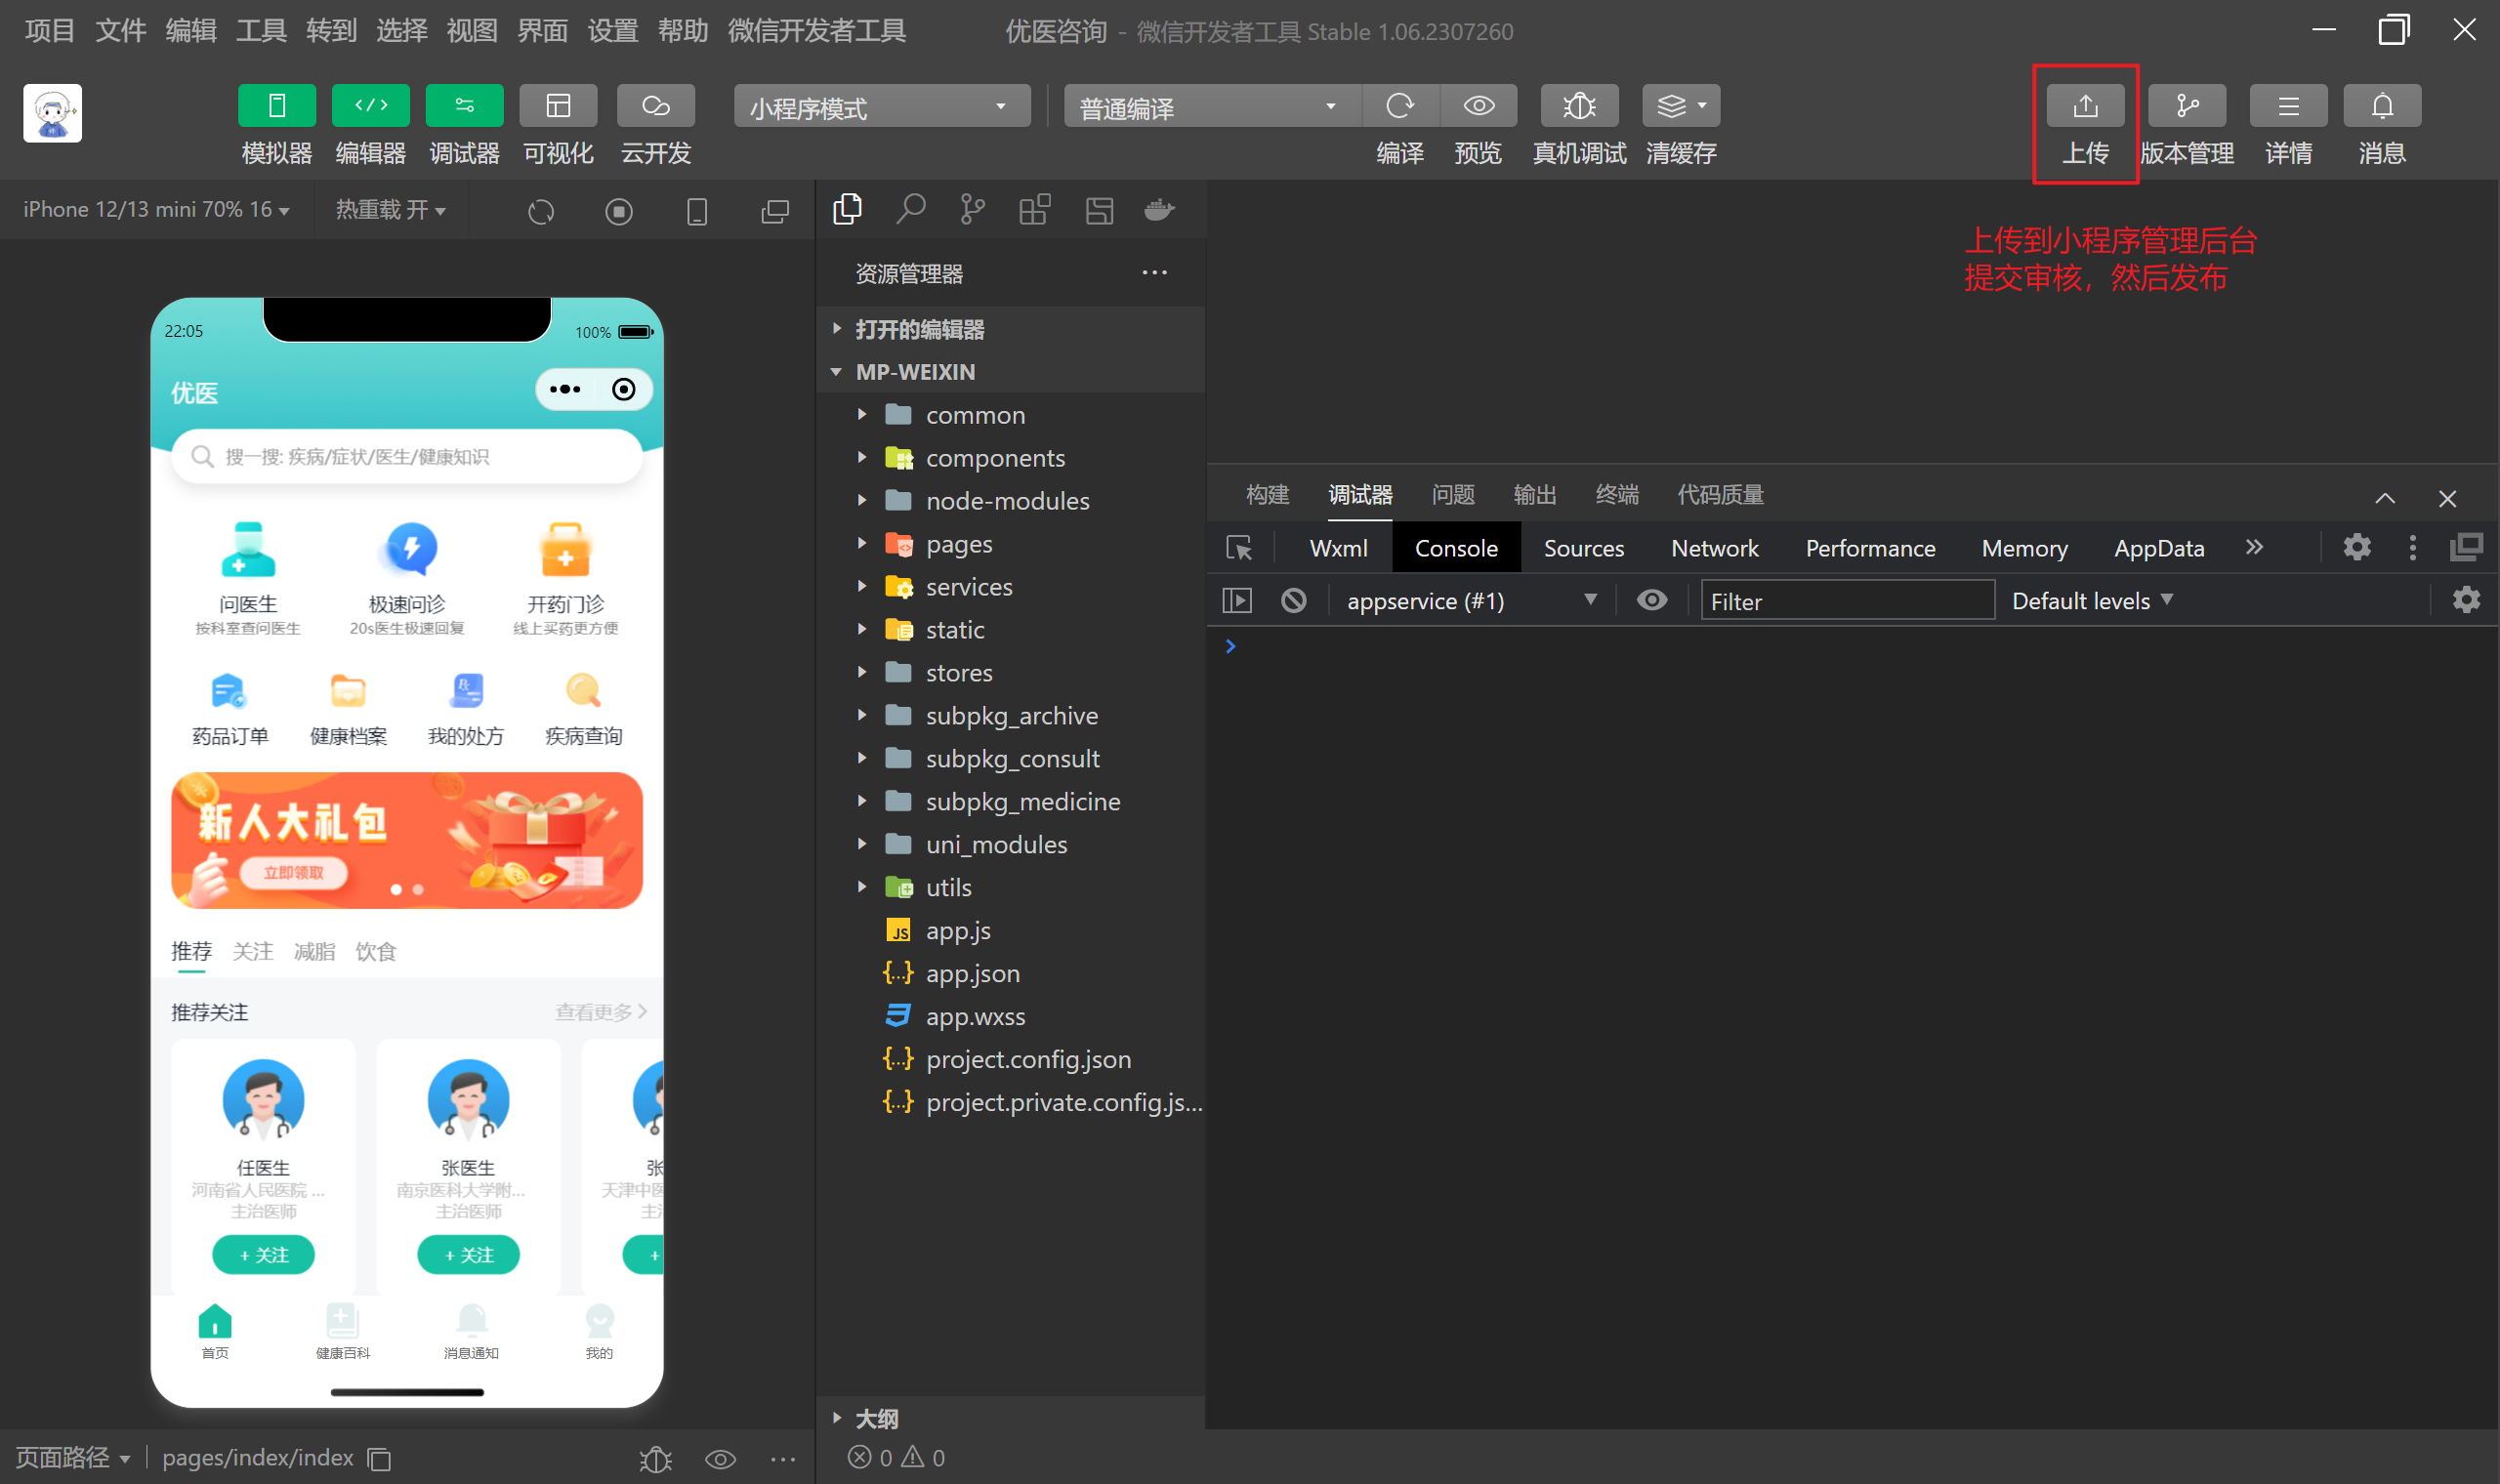 项目 文件 编辑 工具 转到 选择 视图 界面 设置 帮助 微信开发者工具 优医咨询 - 微信开发者工具 Stable 1.06.2307260
小程序模式 普通编译
模拟器 编辑器 调试器 可视化 云开发 编译 预览 真机调试 清缓存 上传 版本管理 详情 消息
iPhone 12/13 mini 70% 16 热重载 开
上传到小程序管理后台
提交审核，然后发布
22:05 100%
优医
搜一搜: 疾病/症状/医生/健康知识
问医生 极速问诊 开药门诊
按科室查问医生 20s医生极速回复 线上买药更方便
药品订单 健康档案 我的处方 疾病查询
新人大礼包
立即领取
推荐 关注 减脂 饮食
推荐关注 查看更多
任医生 张医生 张
河南省人民医院 ... 南京医科大学附... 天津中医
主治医师 主治医师 主治
+ 关注 + 关注 +
首页 健康百科 消息通知 我的
页面路径 pages/index/index
资源管理器
打开的编辑器
MP-WEIXIN
common
components
node-modules
pages
services
static
stores
subpkg_archive
subpkg_consult
subpkg_medicine
uni_modules
utils
JS app.js
{..} app.json
app.wxss
{..} project.config.json
{..} project.private.config.js...
大纲
0 0
构建 调试器 问题 输出 终端 代码质量
Wxml Console Sources Network Performance Memory AppData
appservice (#1) Filter Default levels